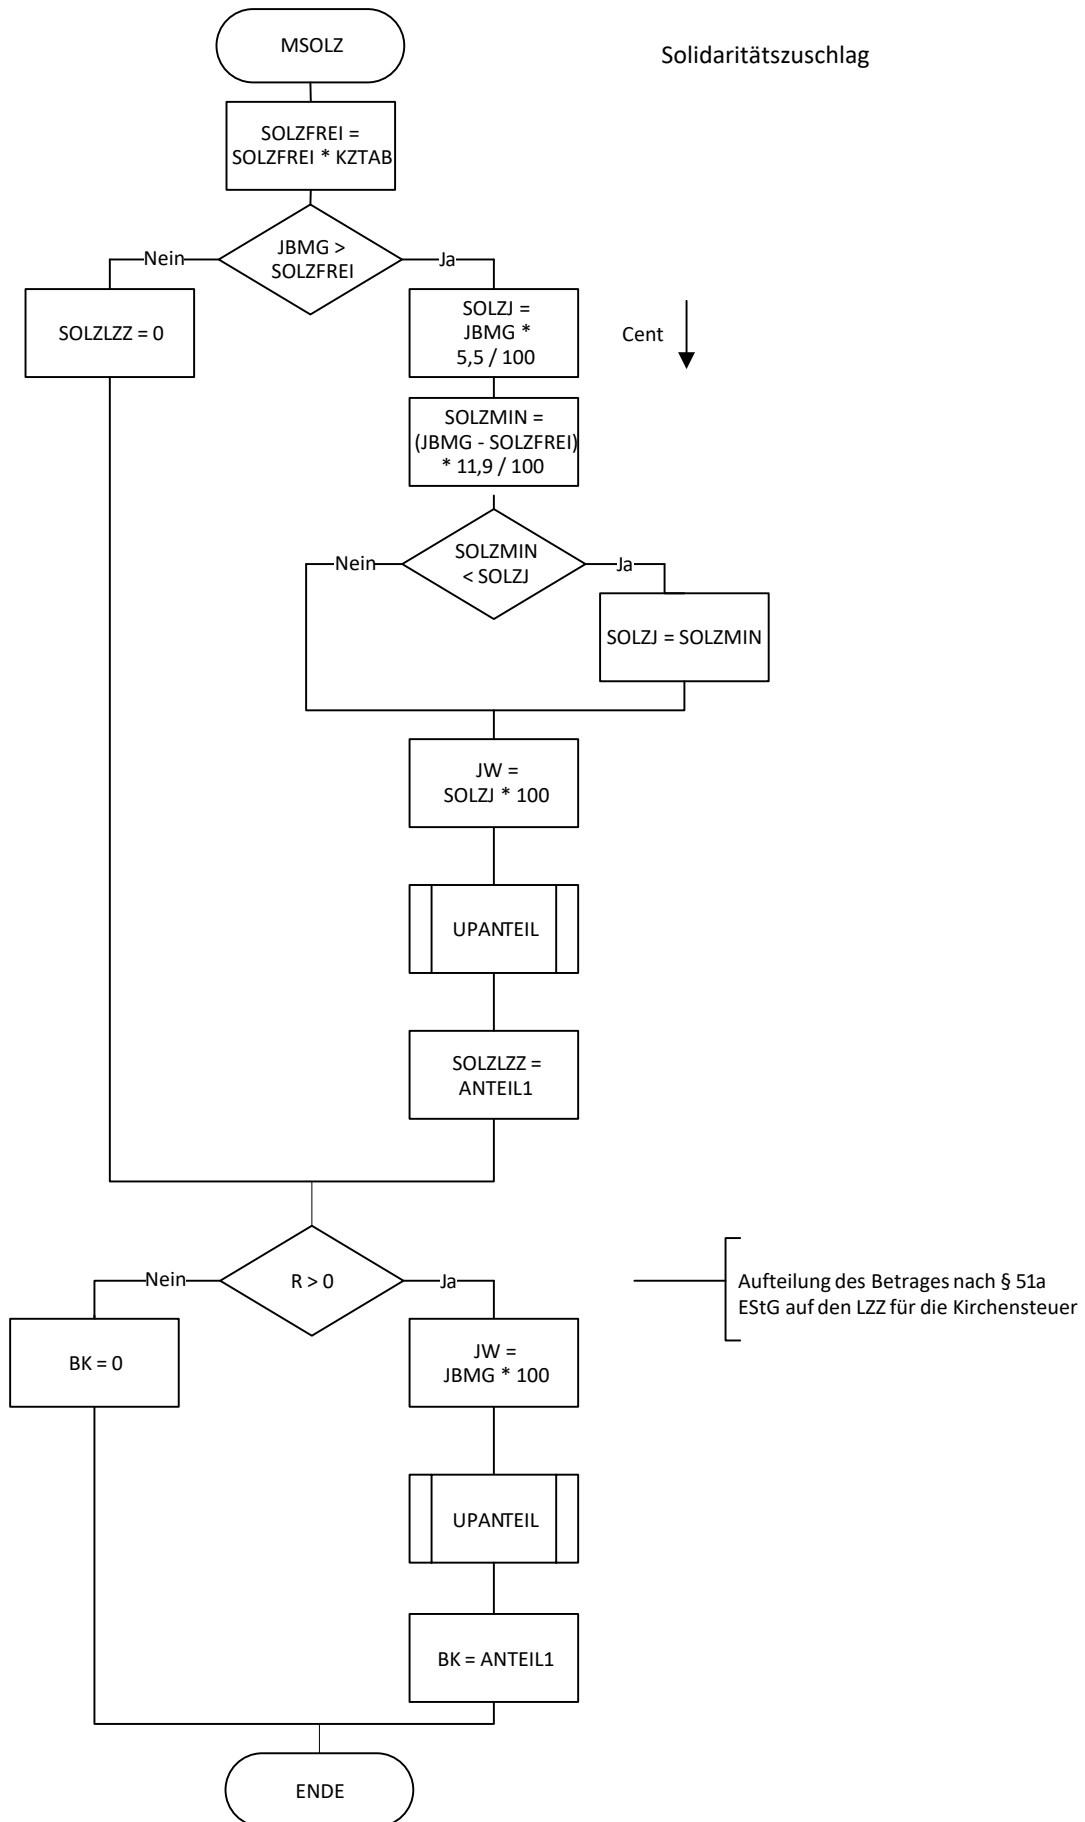 MSOLZ
Solidaritätszuschlag
SOLZFREI =
SOLZFREI * KZTAB
JBMG >
SOLZFREI
Nein
Ja
SOLZLZZ = 0
SOLZJ =
JBMG *
5,5 / 100
Cent
SOLZMIN =
(JBMG - SOLZFREI)
* 11,9 / 100
SOLZMIN
< SOLZJ
Nein
Ja
SOLZJ = SOLZMIN
JW =
SOLZJ * 100
UPANTEIL
SOLZLZZ =
ANTEIL1
R > 0
Nein
Ja
Aufteilung des Betrages nach § 51a
EStG auf den LZZ für die Kirchensteuer
BK = 0
JW =
JBMG * 100
UPANTEIL
BK = ANTEIL1
ENDE